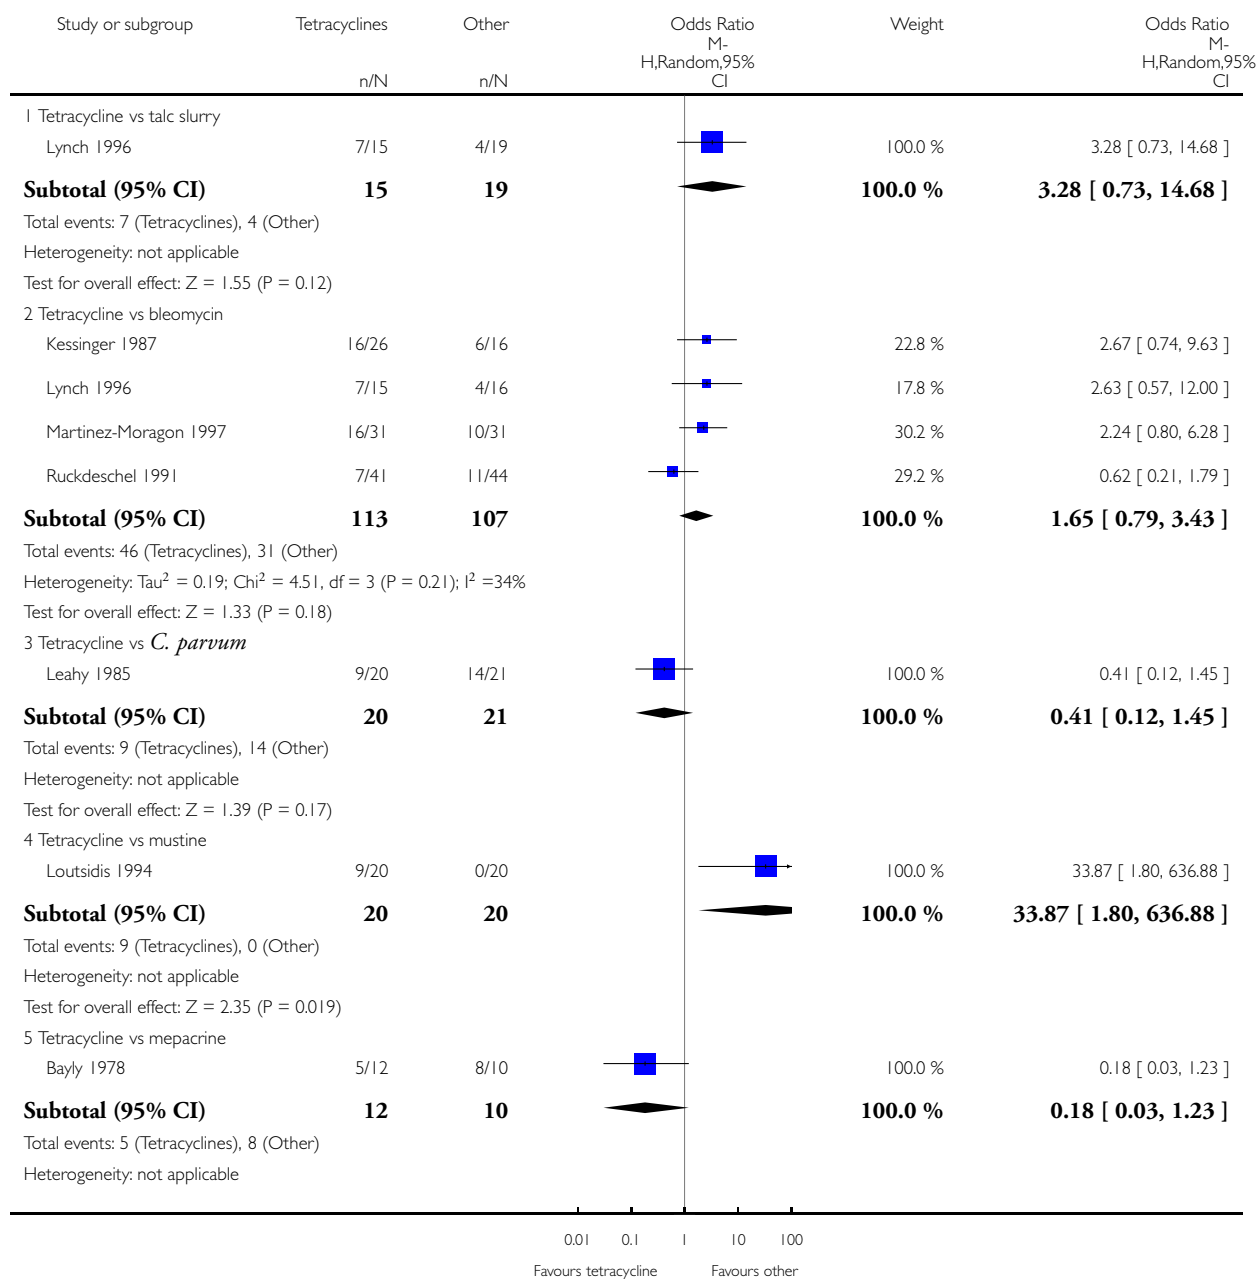 Study or subgroup Tetracyclines Other Odds Ratio Weight Odds Ratio
M- M-
H,Random,95% H,Random,95%
n/N n/N CI CI
1 Tetracycline vs talc slurry
Lynch 1996 7/15 4/19 100.0 % 3.28 [ 0.73, 14.68 ]
Subtotal (95% CI) 15 19 100.0 % 3.28 [ 0.73, 14.68 ]
Total events: 7 (Tetracyclines), 4 (Other)
Heterogeneity: not applicable
Test for overall effect: Z = 1.55 (P = 0.12)
2 Tetracycline vs bleomycin
Kessinger 1987 16/26 6/16 22.8 % 2.67 [ 0.74, 9.63 ]
Lynch 1996 7/15 4/16 17.8 % 2.63 [ 0.57, 12.00 ]
Martinez-Moragon 1997 16/31 10/31 30.2 % 2.24 [ 0.80, 6.28 ]
Ruckdeschel 1991 7/41 11/44 29.2 % 0.62 [ 0.21, 1.79 ]
Subtotal (95% CI) 113 107 100.0 % 1.65 [ 0.79, 3.43 ]
Total events: 46 (Tetracyclines), 31 (Other)
Heterogeneity: Tau² = 0.19; Chi² = 4.51, df = 3 (P = 0.21); I² =34%
Test for overall effect: Z = 1.33 (P = 0.18)
3 Tetracycline vs C. parvum
Leahy 1985 9/20 14/21 100.0 % 0.41 [ 0.12, 1.45 ]
Subtotal (95% CI) 20 21 100.0 % 0.41 [ 0.12, 1.45 ]
Total events: 9 (Tetracyclines), 14 (Other)
Heterogeneity: not applicable
Test for overall effect: Z = 1.39 (P = 0.17)
4 Tetracycline vs mustine
Loutsidis 1994 9/20 0/20 100.0 % 33.87 [ 1.80, 636.88 ]
Subtotal (95% CI) 20 20 100.0 % 33.87 [ 1.80, 636.88 ]
Total events: 9 (Tetracyclines), 0 (Other)
Heterogeneity: not applicable
Test for overall effect: Z = 2.35 (P = 0.019)
5 Tetracycline vs mepacrine
Bayly 1978 5/12 8/10 100.0 % 0.18 [ 0.03, 1.23 ]
Subtotal (95% CI) 12 10 100.0 % 0.18 [ 0.03, 1.23 ]
Total events: 5 (Tetracyclines), 8 (Other)
Heterogeneity: not applicable
0.01 0.1 1 10 100
Favours tetracycline Favours other